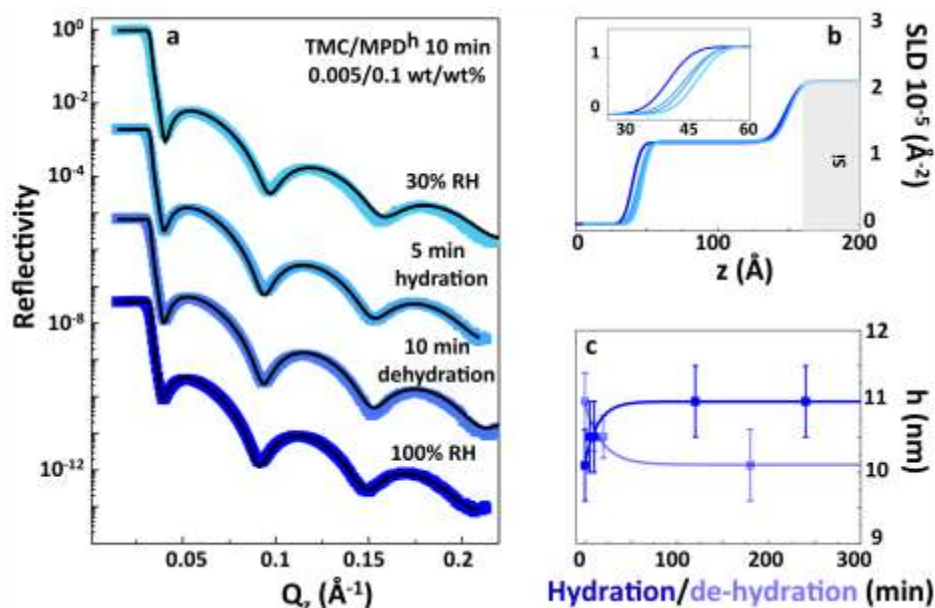 a
TMC/MPDʰ 10 min
0.005/0.1 wt/wt%
30% RH
5 min
hydration
10 min
dehydration
100% RH
10⁰
10⁻²
10⁻⁴
10⁻⁸
10⁻¹²
Reflectivity
0.05
0.1
0.15
0.2
Q_z (Å⁻¹)
b
1
0
30
45
60
Si
3
2
1
0
SLD 10⁻⁵ (Å⁻²)
0
100
200
z (Å)
c
12
11
10
9
h (nm)
0
100
200
300
Hydration/de-hydration (min)